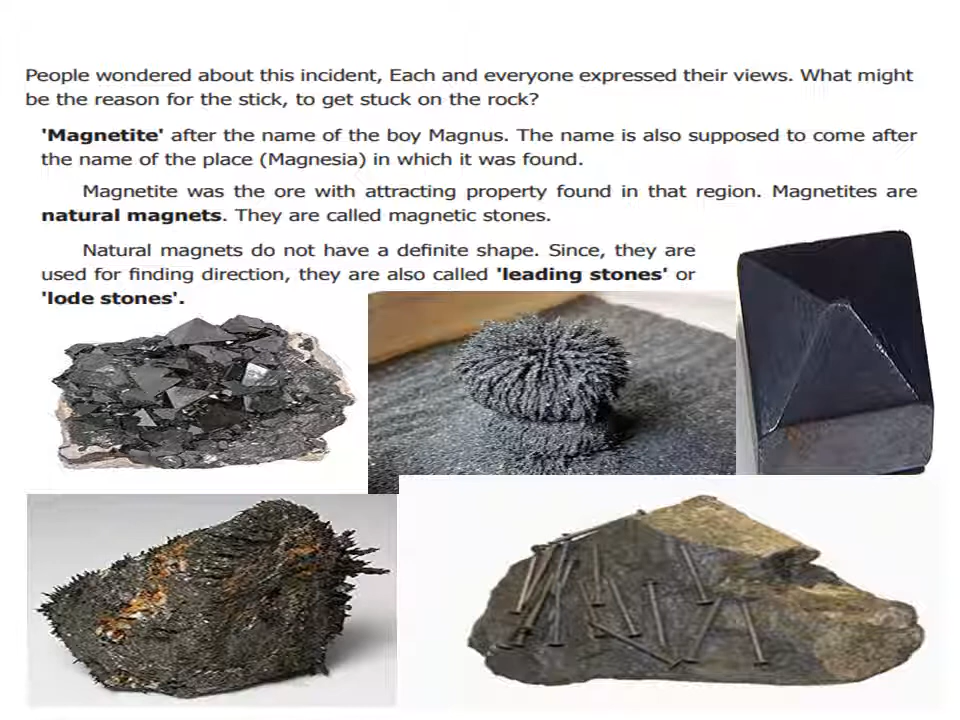 People wondered about this incident, Each and everyone expressed their views. What might
be the reason for the stick, to get stuck on the rock?
'Magnetite' after the name of the boy Magnus. The name is also supposed to come after
the name of the place (Magnesia) in which it was found.
Magnetite was the ore with attracting property found in that region. Magnetites are
natural magnets. They are called magnetic stones.
Natural magnets do not have a definite shape. Since, they are
used for finding direction, they are also called 'leading stones' or
'lode stones'.